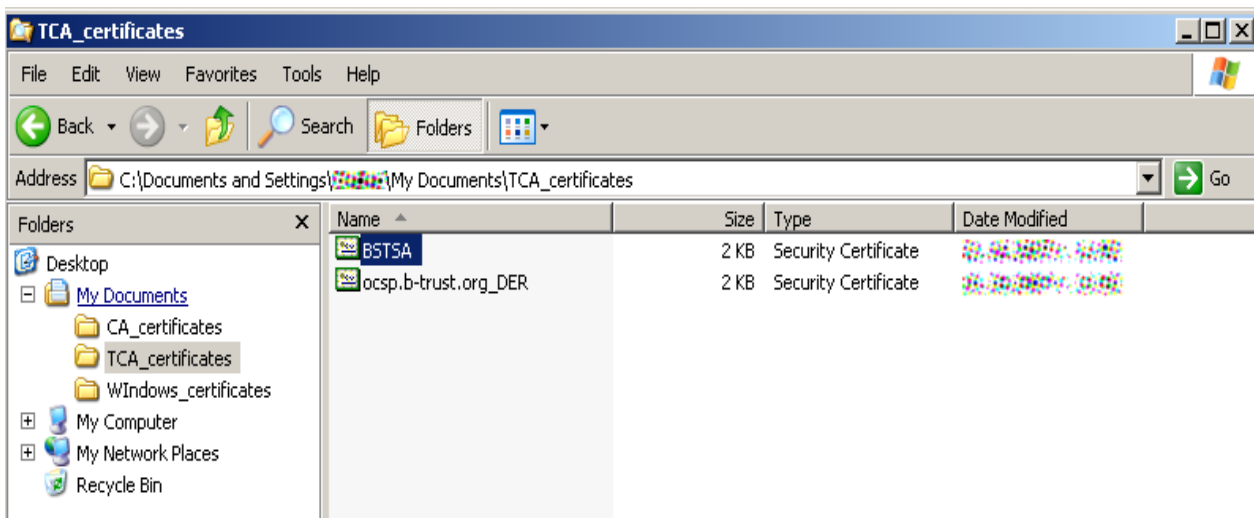 TCA_certificates
File Edit View Favorites Tools Help
Back Search Folders
Address C:\Documents and Settings\ \My Documents\TCA_certificates Go
Folders x Name Size Type Date Modified
BSTSA 2 KB Security Certificate
ocsp.b-trust.org_DER 2 KB Security Certificate
Desktop
My Documents
CA_certificates
TCA_certificates
WIndows_certificates
My Computer
My Network Places
Recycle Bin